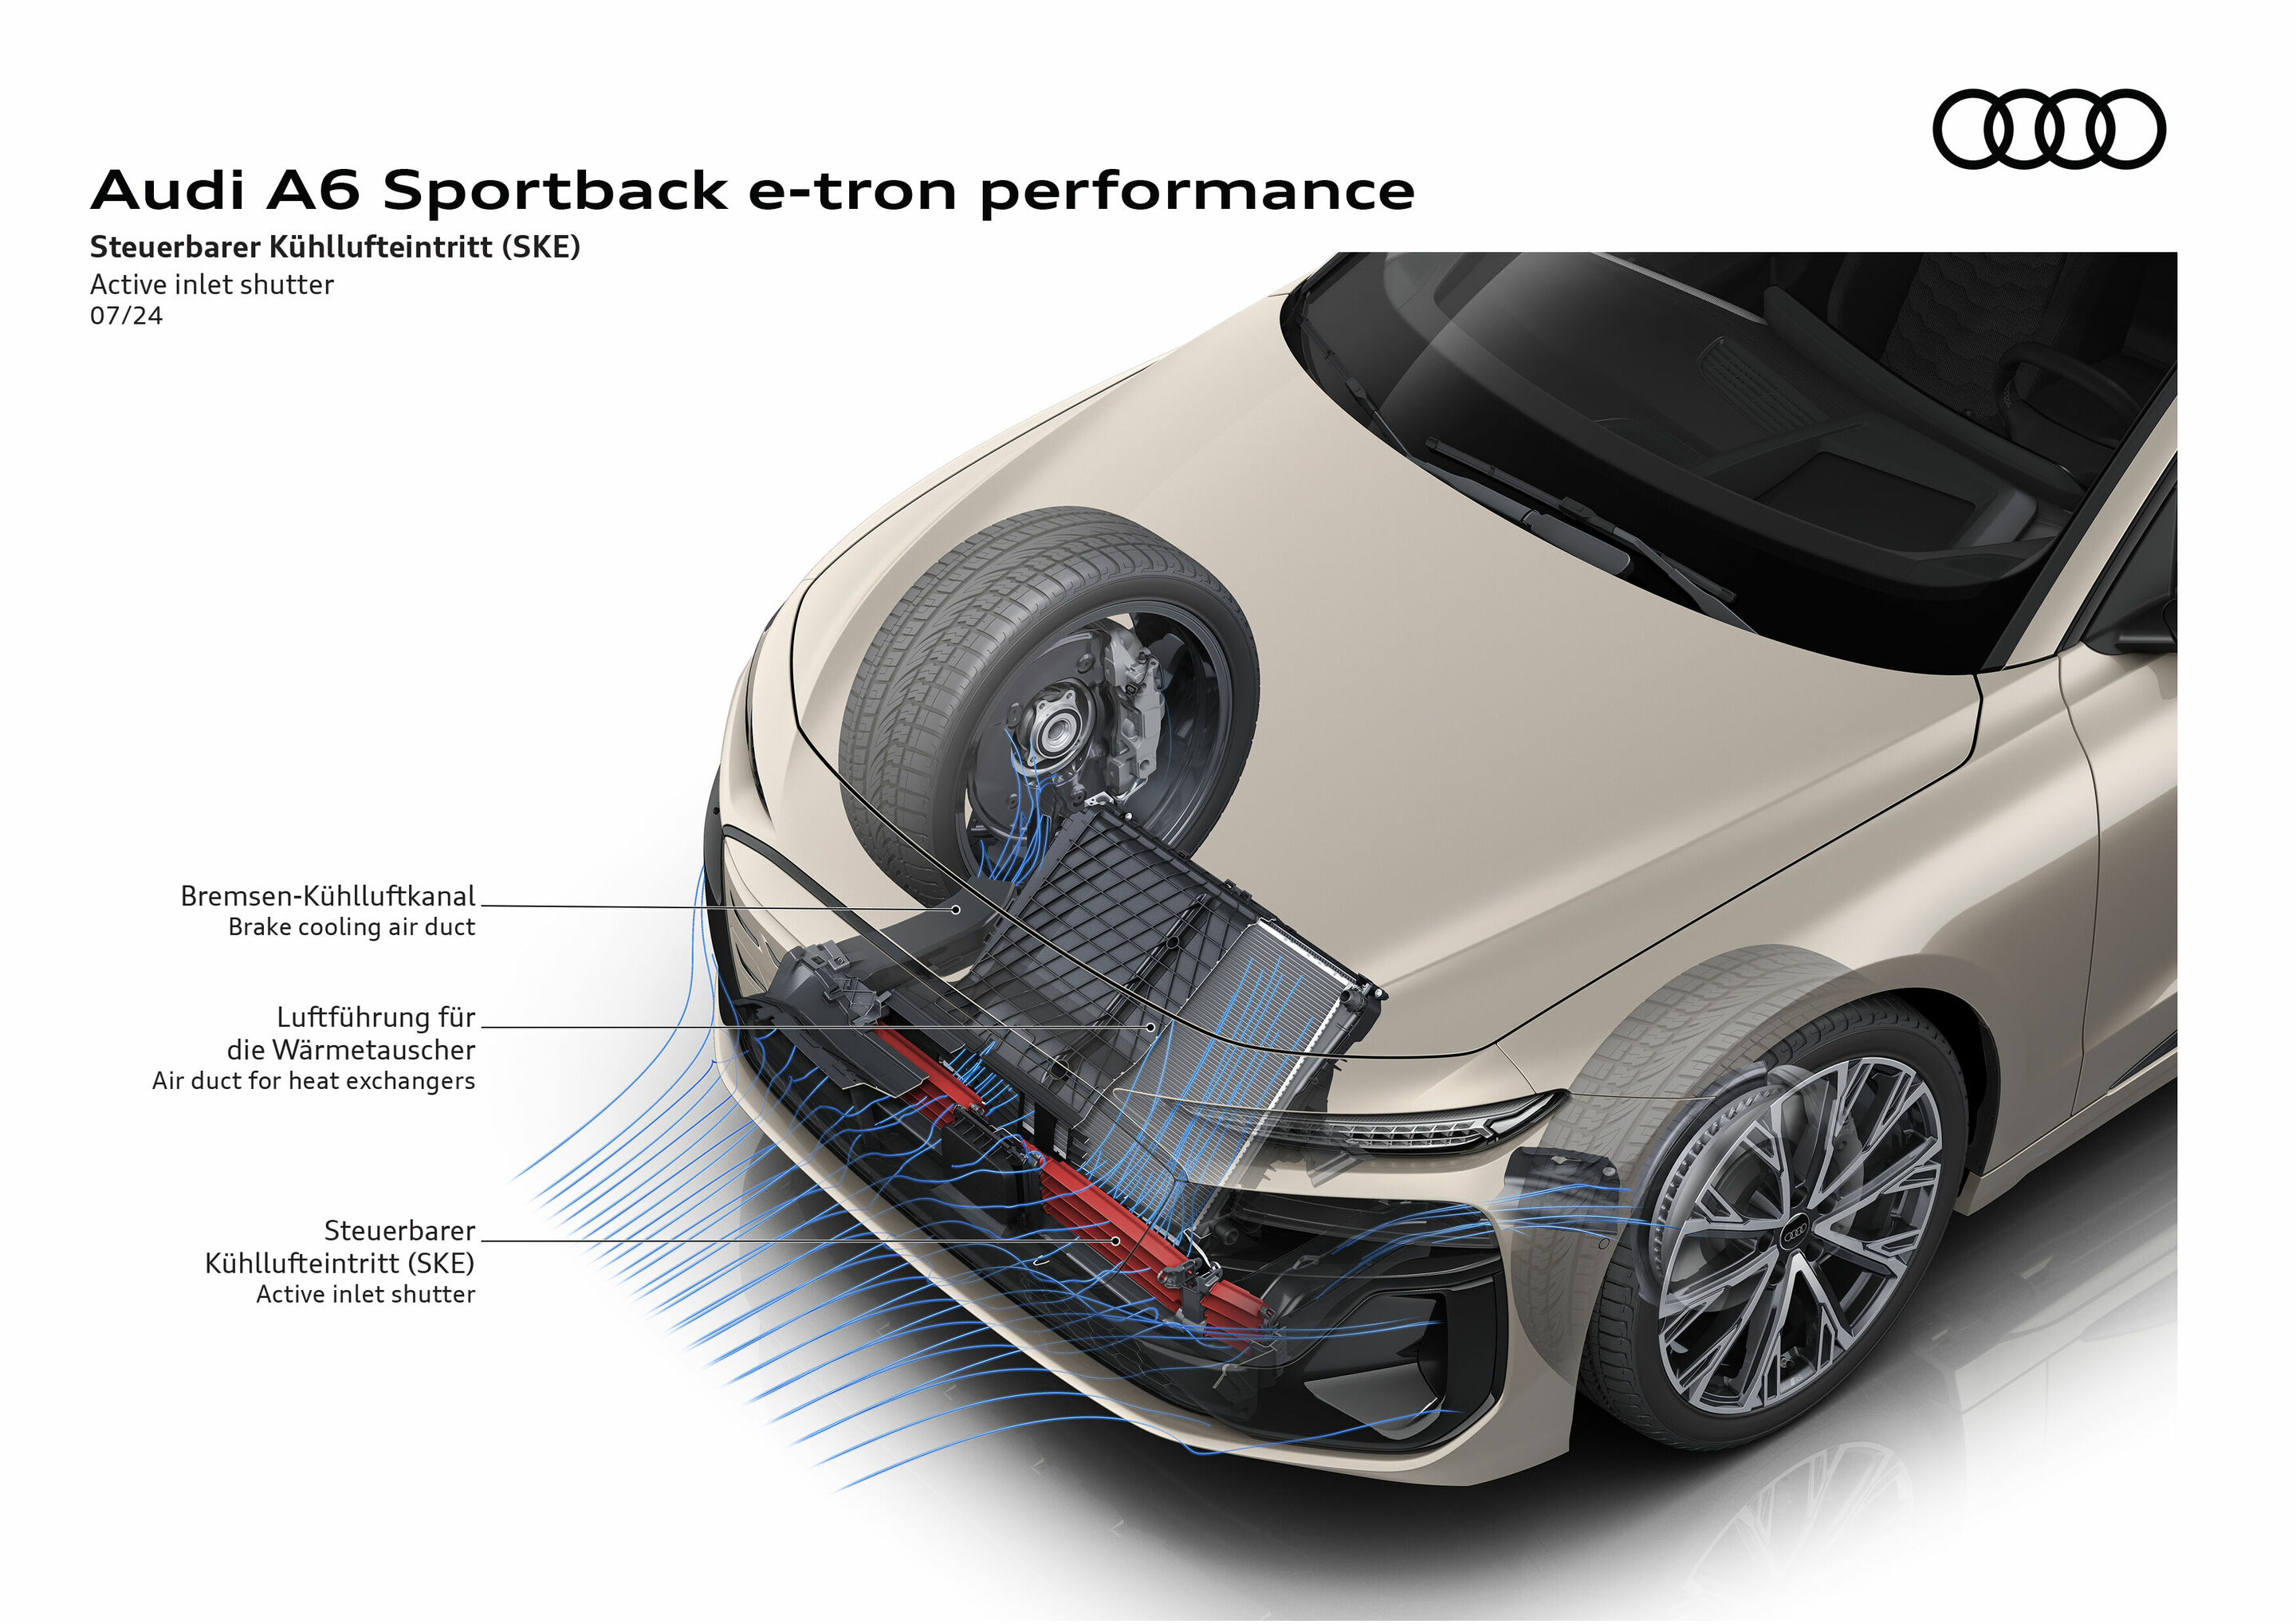 Audi A6 Sportback e-tron performance
Steuerbarer Kühllufteintritt (SKE)
Active inlet shutter
07/24
Bremsen-Kühlluftkanal
Brake cooling air duct
Luftführung für
die Wärmetauscher
Air duct for heat exchangers
Steuerbarer
Kühllufteintritt (SKE)
Active inlet shutter